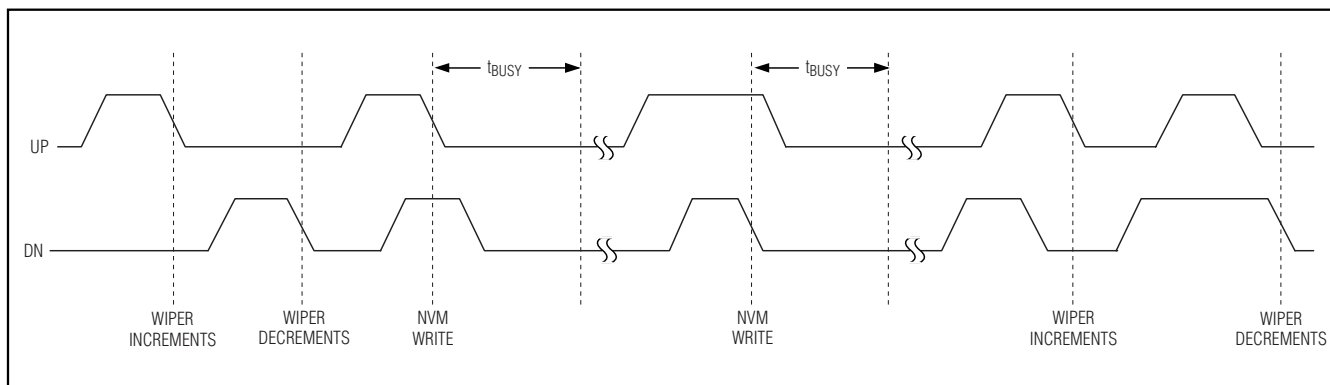 tBUSY
tBUSY
UP
DN
WIPER
INCREMENTS
WIPER
DECREMENTS
NVM
WRITE
NVM
WRITE
WIPER
INCREMENTS
WIPER
DECREMENTS